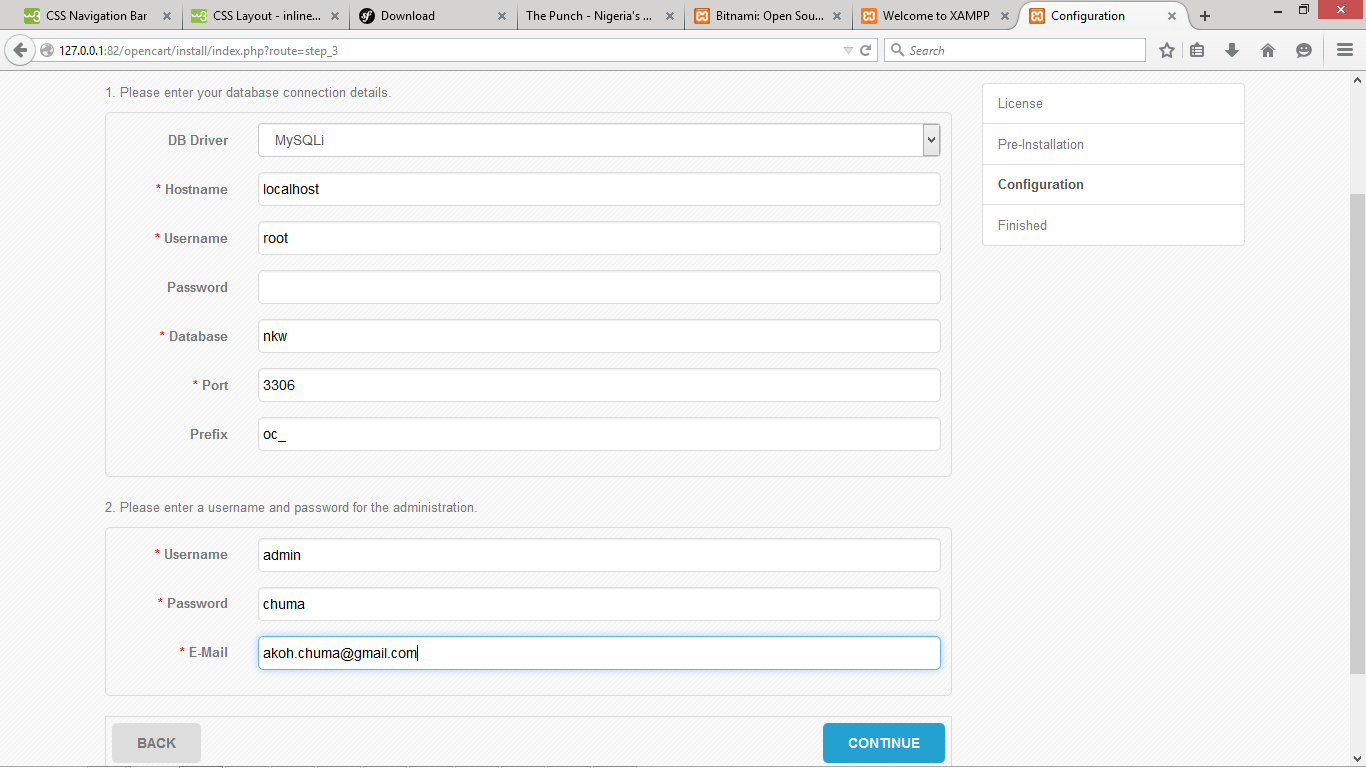 CSS Navigation Bar
CSS Layout - inline...
Download
The Punch - Nigeria's ...
Bitnami: Open Sou...
Welcome to XAMPP
Configuration
127.0.0.1:82/opencart/install/index.php?route=step_3
Search
1. Please enter your database connection details.
DB Driver MySQLi
* Hostname localhost
* Username root
Password
* Database nkw
* Port 3306
Prefix oc_
2. Please enter a username and password for the administration.
* Username admin
* Password chuma
* E-Mail akoh.chuma@gmail.com
BACK
CONTINUE
License
Pre-Installation
Configuration
Finished